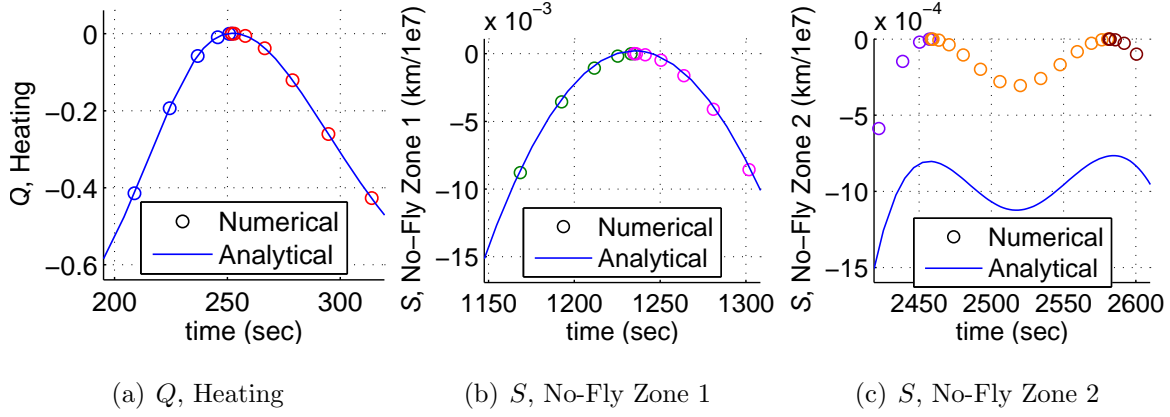 Q, Heating
0
−0.2
−0.4
−0.6
200 250 300
time (sec)
Numerical
Analytical
(a) Q, Heating
x 10−3
S, No−Fly Zone 1 (km/1e7)
0
−5
−10
−15
1150 1200 1250 1300
time (sec)
Numerical
Analytical
(b) S, No-Fly Zone 1
x 10−4
S, No−Fly Zone 2 (km/1e7)
0
−5
−10
−15
2450 2500 2550 2600
time (sec)
Numerical
Analytical
(c) S, No-Fly Zone 2